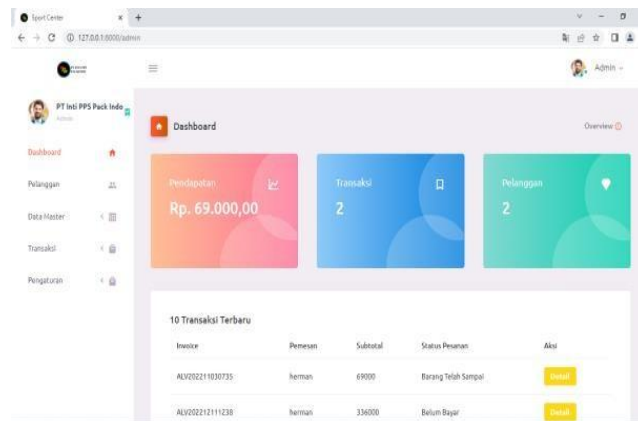 Sport Center
127.0.0.1:8000/admin
Admin
PT Inti PPS Pack Indo
Admin
Dashboard
Overview
Dashboard
Pelanggan
Data Master
Transaksi
Pengaturan
Pendapatan
Rp. 69.000,00
Transaksi
2
Pelanggan
2
10 Transaksi Terbaru
Invoice Pemesan Subtotal Status Pesanan Aksi
ALV202211030735 herman 69000 Barang Telah Sampai Detail
ALV202212111238 herman 336000 Belum Bayar Detail